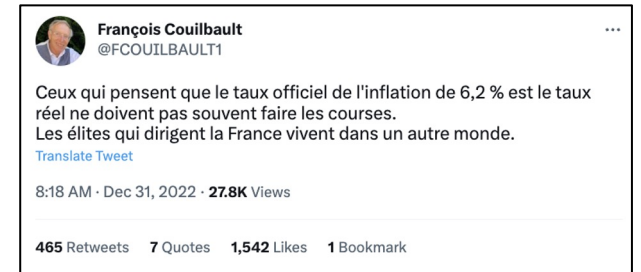 François Couilbault
@FCOUILBAULT1
Ceux qui pensent que le taux officiel de l'inflation de 6,2 % est le taux
réel ne doivent pas souvent faire les courses.
Les élites qui dirigent la France vivent dans un autre monde.
Translate Tweet
8:18 AM · Dec 31, 2022 · 27.8K Views
465 Retweets 7 Quotes 1,542 Likes 1 Bookmark